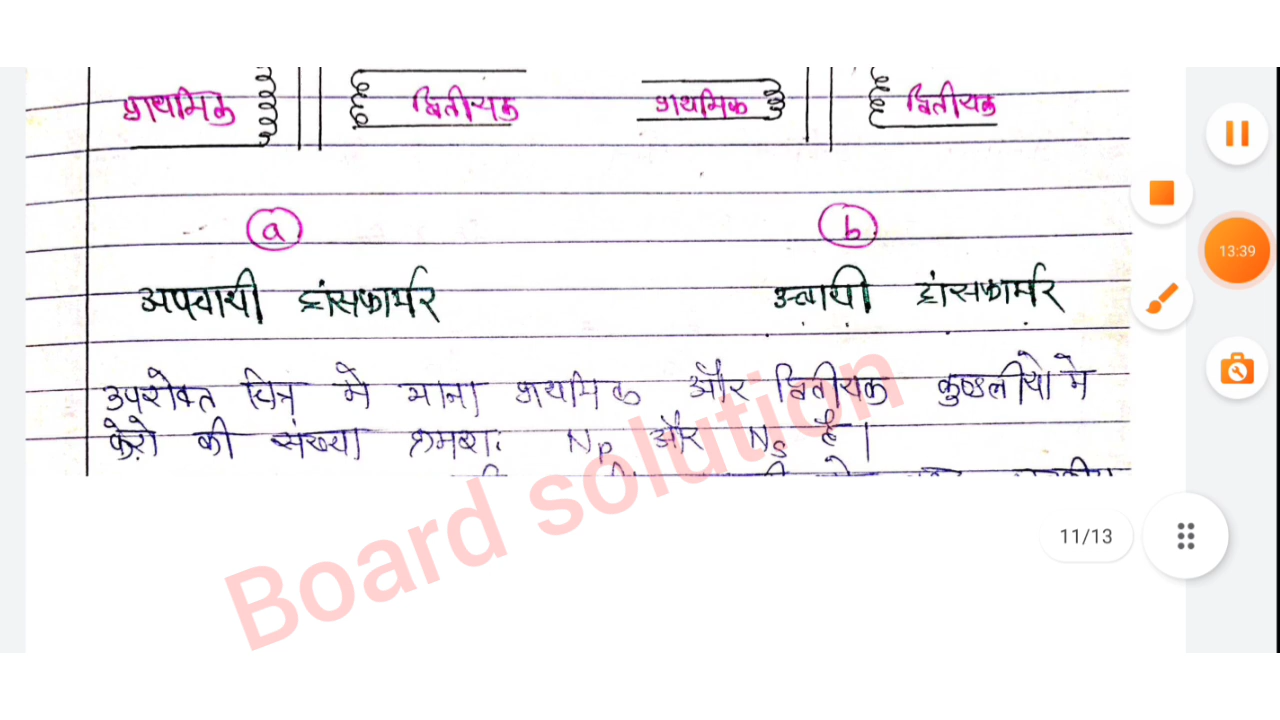 प्राथमिक द्वितीयक प्राथमिक द्वितीयक
a b
अपचायी ट्रांसफार्मर उच्चायी ट्रांसफार्मर
उपरोक्त चित्र में माना प्राथमिक और द्वितीयक कुण्डलीयो मे
फेरो की संख्या क्रमशः Np और Ns है।
Board solution
13:39
11/13